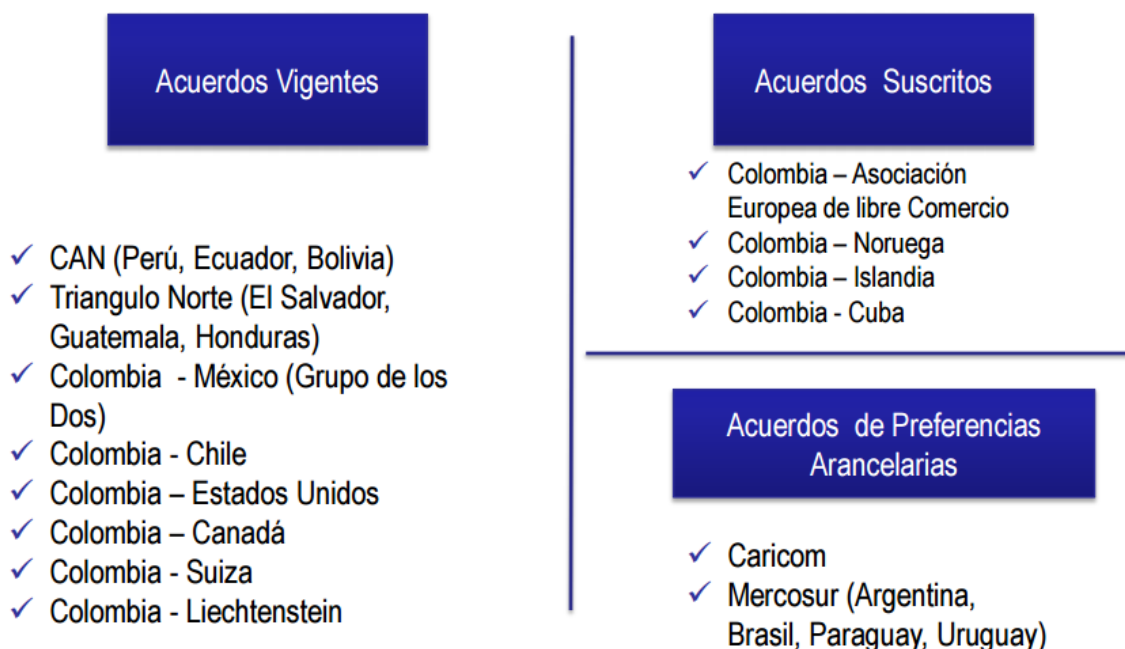 Acuerdos Vigentes
CAN (Perú, Ecuador, Bolivia)
Triangulo Norte (El Salvador,
Guatemala, Honduras)
Colombia - México (Grupo de los
Dos)
Colombia - Chile
Colombia – Estados Unidos
Colombia – Canadá
Colombia - Suiza
Colombia - Liechtenstein
Acuerdos Suscritos
Colombia – Asociación
Europea de libre Comercio
Colombia – Noruega
Colombia – Islandia
Colombia - Cuba
Acuerdos de Preferencias
Arancelarias
Caricom
Mercosur (Argentina,
Brasil, Paraguay, Uruguay)